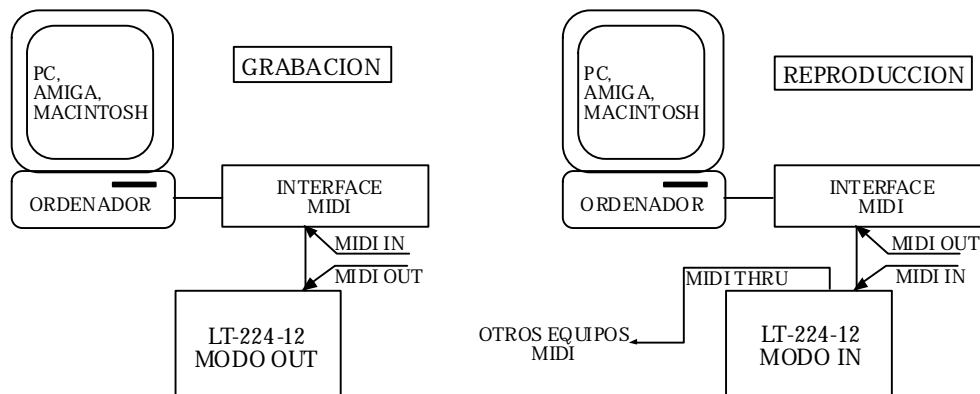 PC,
AMIGA,
MACINTOSH
GRABACION
ORDENADOR
INTERFACE
MIDI
MIDI IN
MIDI OUT
LT-224-12
MODO OUT
PC,
AMIGA,
MACINTOSH
REPRODUCCION
ORDENADOR
INTERFACE
MIDI
MIDI OUT
MIDI THRU
MIDI IN
OTROS EQUIPOS
MIDI
LT-224-12
MODO IN